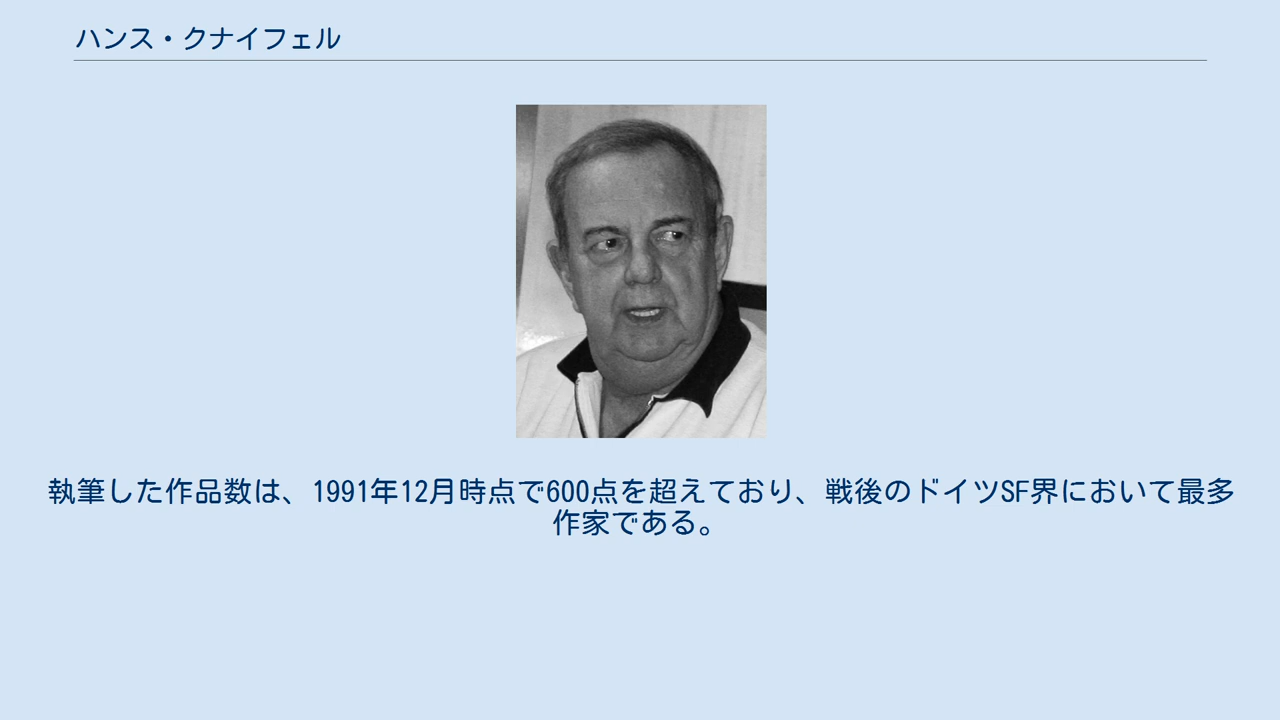 ハンス・クナイフェル
執筆した作品数は、1991年12月時点で600点を超えており、戦後のドイツSF界において最多
作家である。